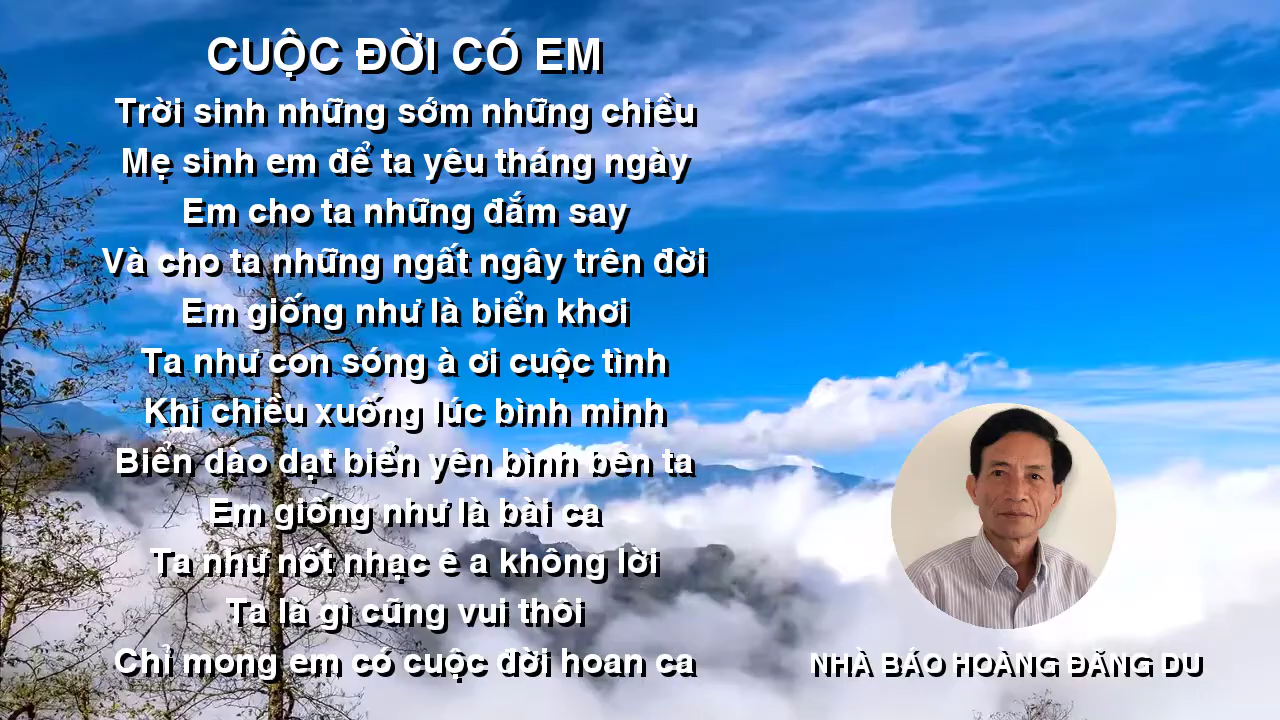 CUỘC ĐỜI CÓ EM
Trời sinh những sớm những chiều
Mẹ sinh em để ta yêu tháng ngày
Em cho ta những đắm say
Và cho ta những ngất ngây trên đời
Em giống như là biển khơi
Ta như con sóng à ơi cuộc tình
Khi chiều xuống lúc bình minh
Biển dào dạt biển yên bình bên ta
Em giống như là bài ca
Ta như nốt nhạc ê a không lời
Ta là gì cũng vui thôi
Chỉ mong em có cuộc đời hoan ca
NHÀ BÁO HOÀNG ĐĂNG DU